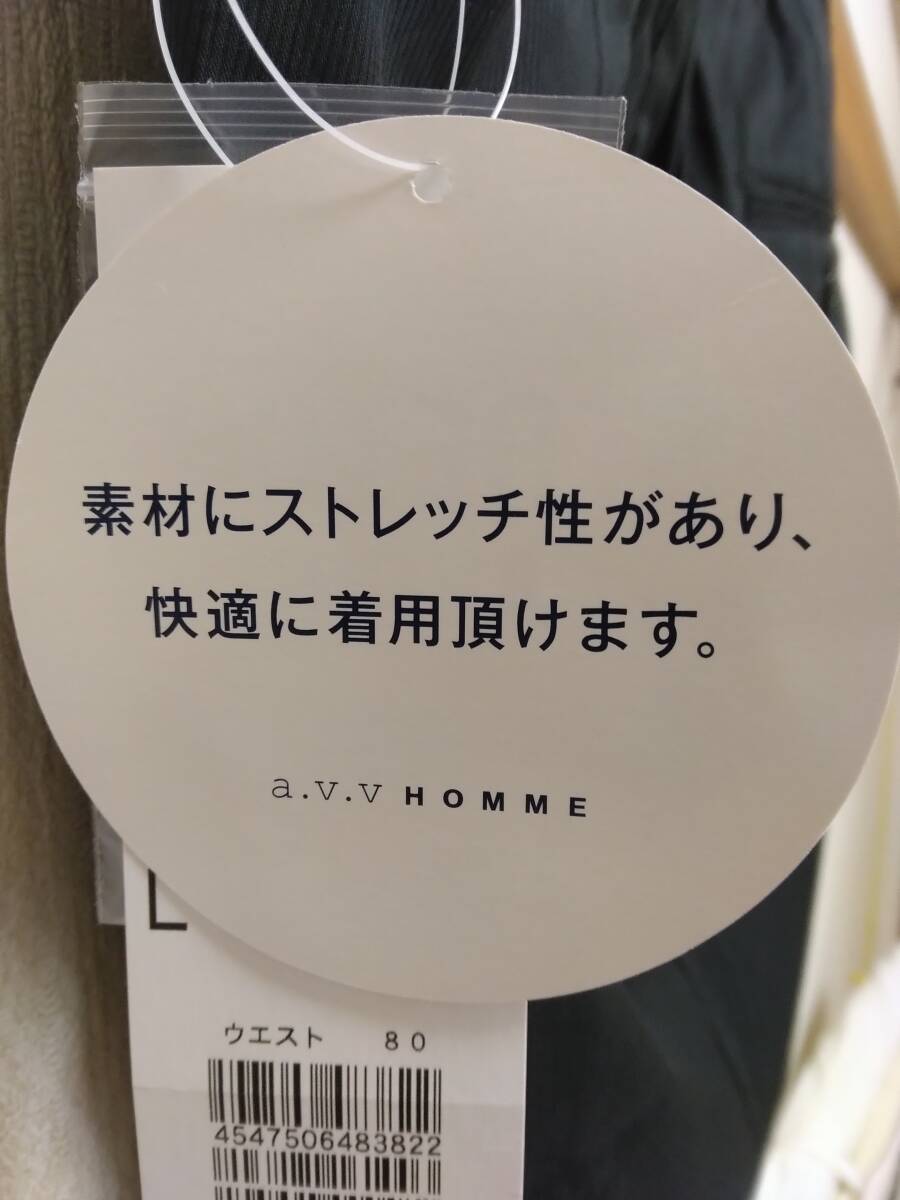 素材にストレッチ性があり、
快適に着用頂けます。
a.v.v HOMME
L
ウエスト 80
4547506483822